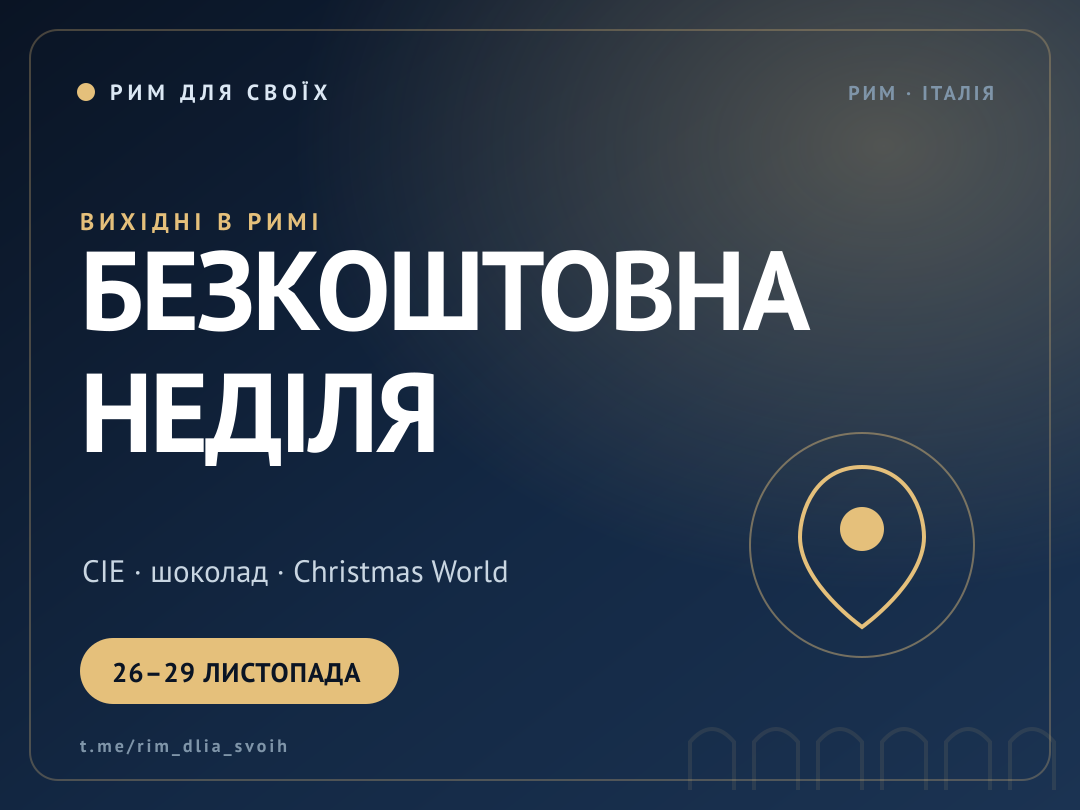 РИМ ДЛЯ СВОЇХ
РИМ · ІТАЛІЯ
ВИХІДНІ В РИМІ
БЕЗКОШТОВНА
НЕДІЛЯ
CIE · шоколад · Christmas World
26–29 ЛИСТОПАДА
t.me/rim_dlia_svoih